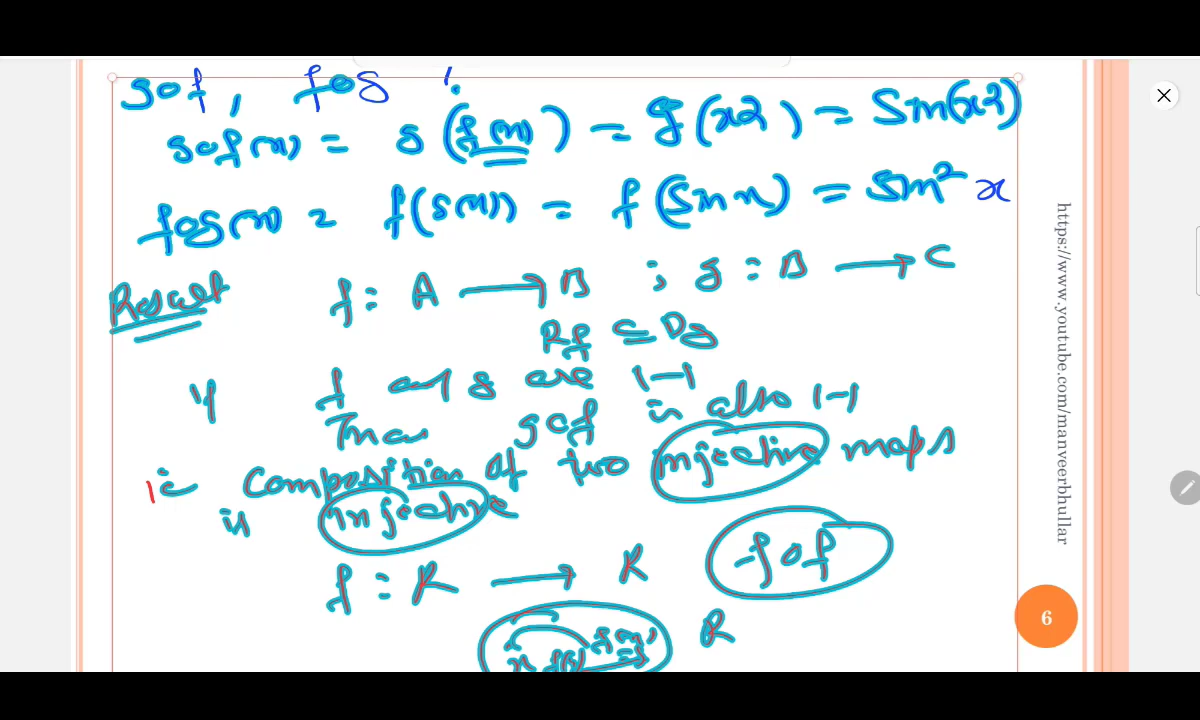 gof, fog :
gof(x) = g(f(x)) = g(x2) = Sin(x2)
fog(x) = f(g(x)) = f(Sin x) = Sin² x
Result f : A → B ; g : B → C
Rf ⊆ Dg
If f and g are 1-1
Then gof is also 1-1
ie Composition of two injective maps
is injective
f : R → R fof
R
https://www.youtube.com/manveerbhullar
6